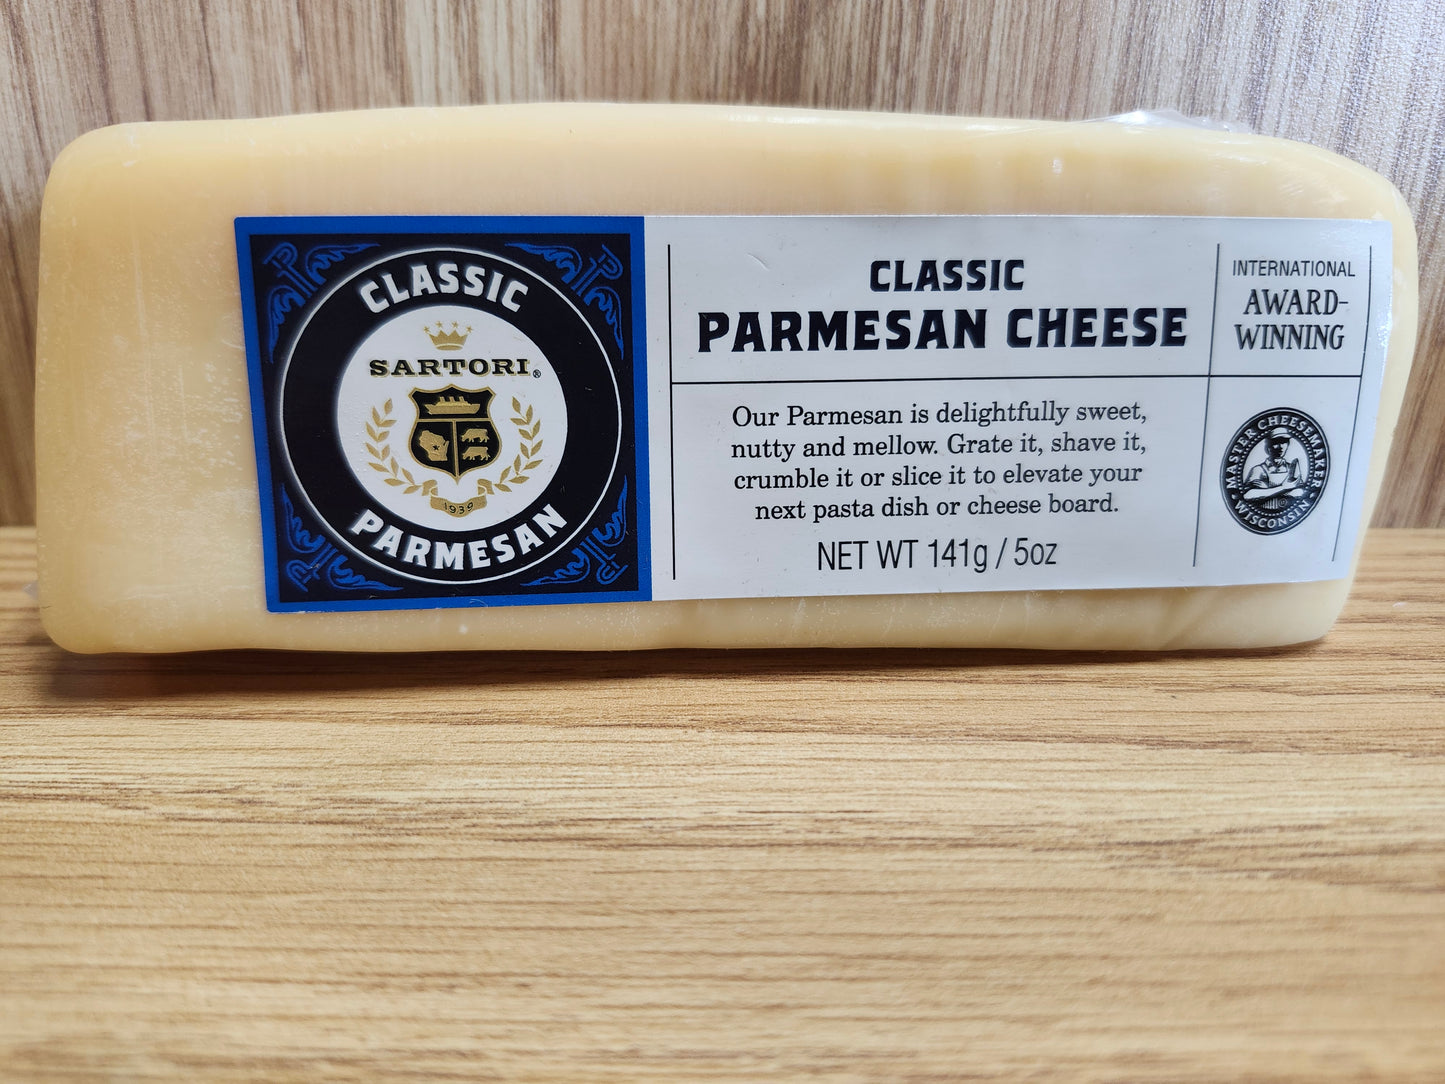 CLASSIC
SARTORI®
1939
PARMESAN
CLASSIC
PARMESAN CHEESE
Our Parmesan is delightfully sweet,
nutty and mellow. Grate it, shave it,
crumble it or slice it to elevate your
next pasta dish or cheese board.
NET WT 141g / 5oz
INTERNATIONAL
AWARD-
WINNING
MASTER CHEESEMAKER
WISCONSIN